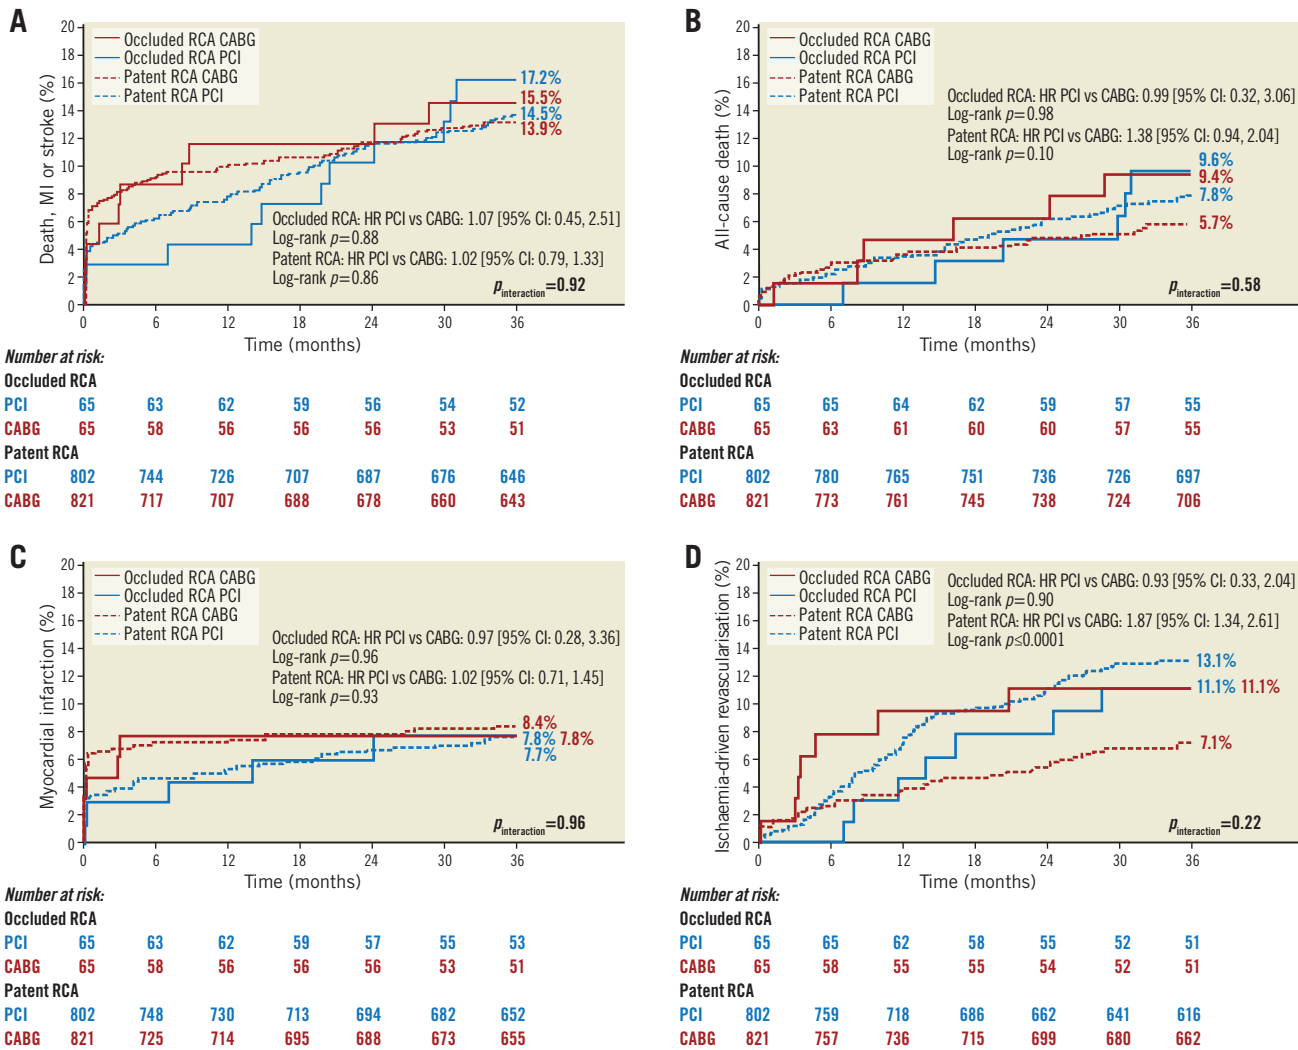 A
Death, MI or stroke (%)
20
18
16
14
12
10
8
6
4
2
0
Occluded RCA CABG
Occluded RCA PCI
Patent RCA CABG
Patent RCA PCI
17.2%
15.5%
14.5%
13.9%
Occluded RCA: HR PCI vs CABG: 1.07 [95% CI: 0.45, 2.51]
Log-rank p=0.88
Patent RCA: HR PCI vs CABG: 1.02 [95% CI: 0.79, 1.33]
Log-rank p=0.86
pinteraction=0.92
0 6 12 18 24 30 36
Time (months)
Number at risk:
Occluded RCA
PCI 65 63 62 59 56 54 52
CABG 65 58 56 56 56 53 51
Patent RCA
PCI 802 744 726 707 687 676 646
CABG 821 717 707 688 678 660 643
B
All-cause death (%)
20
18
16
14
12
10
8
6
4
2
0
Occluded RCA CABG
Occluded RCA PCI
Patent RCA CABG
Patent RCA PCI
Occluded RCA: HR PCI vs CABG: 0.99 [95% CI: 0.32, 3.06]
Log-rank p=0.98
Patent RCA: HR PCI vs CABG: 1.38 [95% CI: 0.94, 2.04]
Log-rank p=0.10
9.6%
9.4%
7.8%
5.7%
pinteraction=0.58
0 6 12 18 24 30 36
Time (months)
Number at risk:
Occluded RCA
PCI 65 65 64 62 59 57 55
CABG 65 63 61 60 60 57 55
Patent RCA
PCI 802 780 765 751 736 726 697
CABG 821 773 761 745 738 724 706
C
Myocardial infarction (%)
20
18
16
14
12
10
8
6
4
2
0
Occluded RCA CABG
Occluded RCA PCI
Patent RCA CABG
Patent RCA PCI
Occluded RCA: HR PCI vs CABG: 0.97 [95% CI: 0.28, 3.36]
Log-rank p=0.96
Patent RCA: HR PCI vs CABG: 1.02 [95% CI: 0.71, 1.45]
Log-rank p=0.93
8.4%
7.8% 7.8%
7.7%
pinteraction=0.96
0 6 12 18 24 30 36
Time (months)
Number at risk:
Occluded RCA
PCI 65 63 62 59 57 55 53
CABG 65 58 56 56 56 53 51
Patent RCA
PCI 802 748 730 713 694 682 652
CABG 821 725 714 695 688 673 655
D
Ischaemia-driven revascularisation (%)
20
18
16
14
12
10
8
6
4
2
0
Occluded RCA CABG
Occluded RCA PCI
Patent RCA CABG
Patent RCA PCI
Occluded RCA: HR PCI vs CABG: 0.93 [95% CI: 0.33, 2.04]
Log-rank p=0.90
Patent RCA: HR PCI vs CABG: 1.87 [95% CI: 1.34, 2.61]
Log-rank p≤0.0001
13.1%
11.1% 11.1%
7.1%
pinteraction=0.22
0 6 12 18 24 30 36
Time (months)
Number at risk:
Occluded RCA
PCI 65 65 62 58 55 52 51
CABG 65 58 55 55 54 52 51
Patent RCA
PCI 802 759 718 686 662 641 616
CABG 821 757 736 715 699 680 662